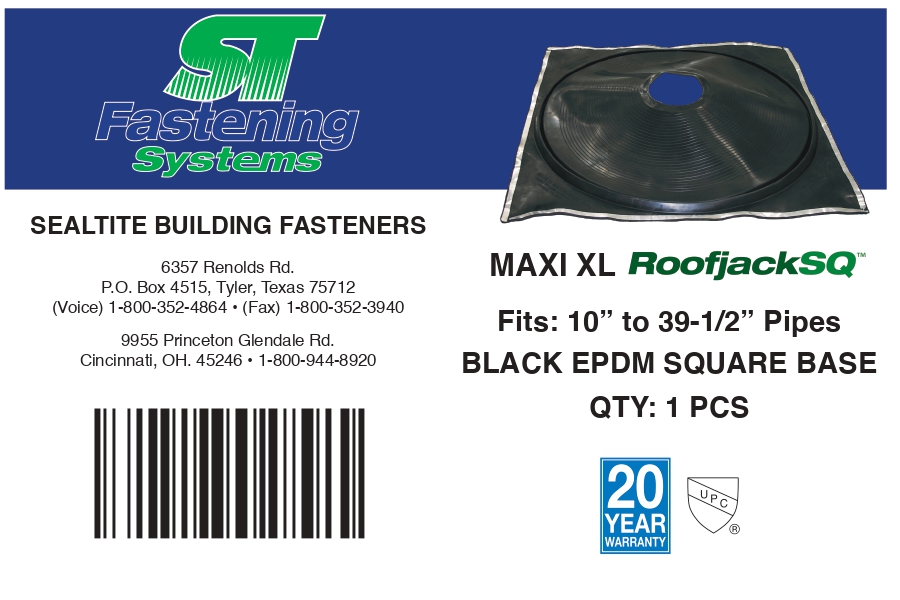 ST
Fastening
Systems
SEALTITE BUILDING FASTENERS
6357 Renolds Rd.
P.O. Box 4515, Tyler, Texas 75712
(Voice) 1-800-352-4864 • (Fax) 1-800-352-3940
9955 Princeton Glendale Rd.
Cincinnati, OH. 45246 • 1-800-944-8920
MAXI XL RoofjackSQ™
Fits: 10” to 39-1/2” Pipes
BLACK EPDM SQUARE BASE
QTY: 1 PCS
20
YEAR
WARRANTY
UPC
®